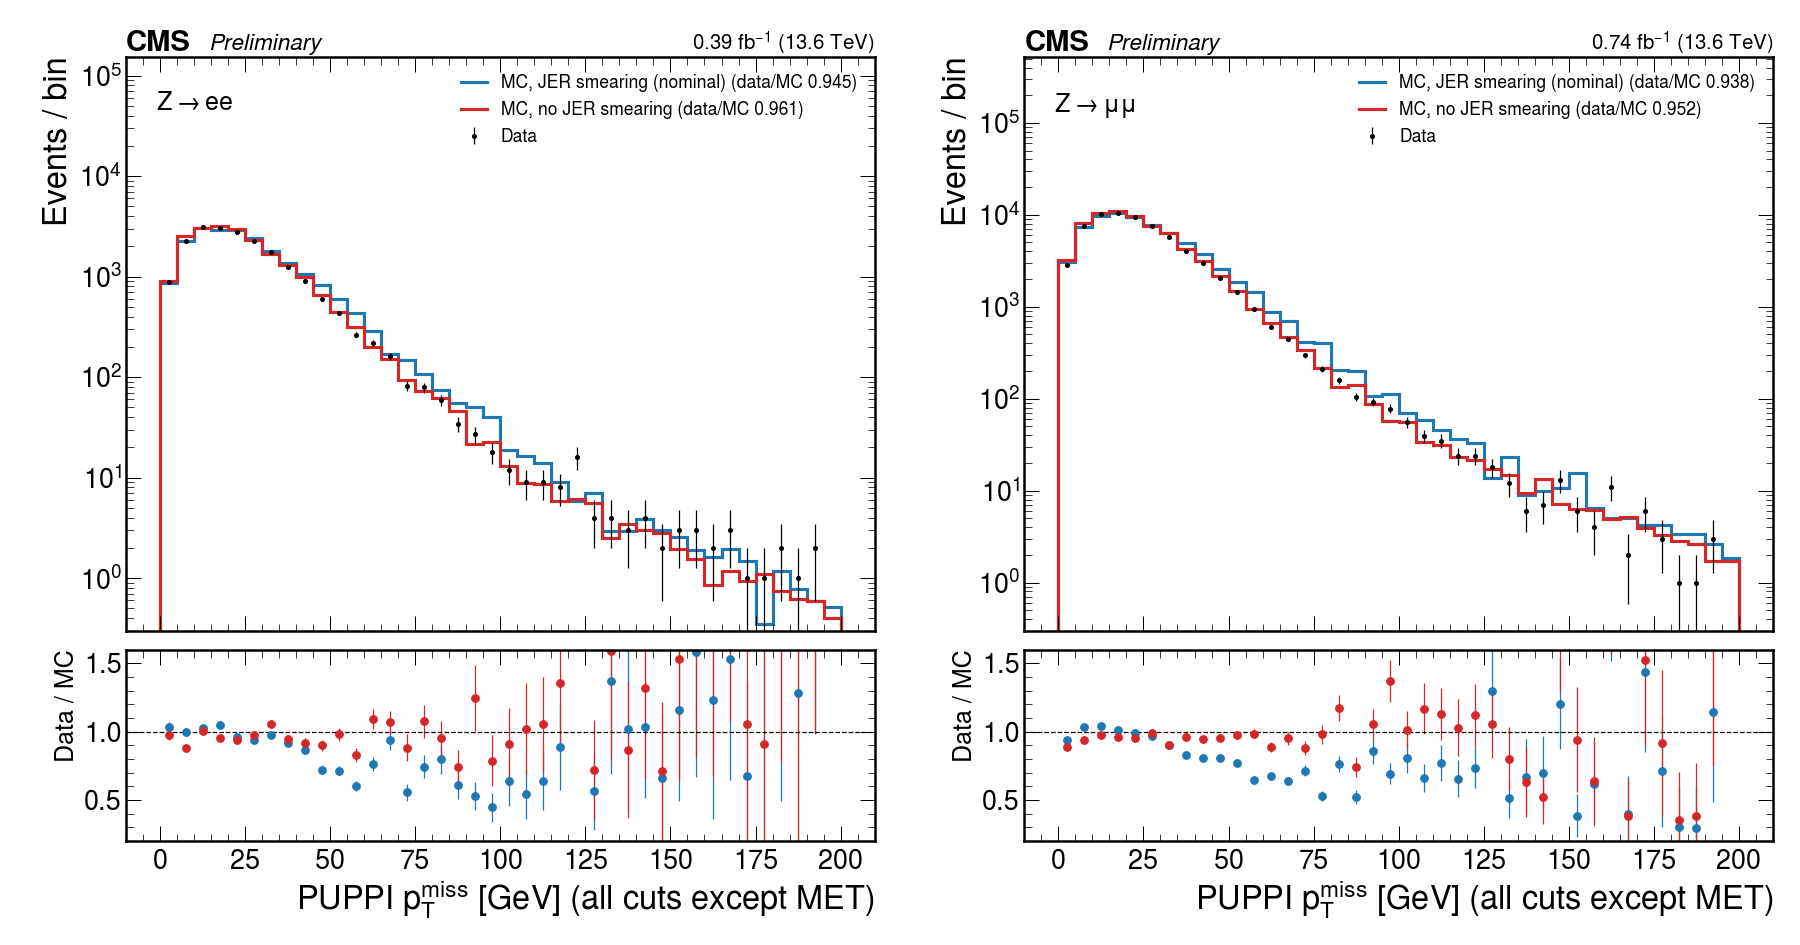 CMS Preliminary 0.39 fb⁻¹ (13.6 TeV)
Events / bin
Z → ee
MC, JER smearing (nominal) (data/MC 0.945)
MC, no JER smearing (data/MC 0.961)
Data
10⁵
10⁴
10³
10²
10¹
10⁰
Data / MC
1.5
1.0
0.5
0 25 50 75 100 125 150 175 200
PUPPI p_T^miss [GeV] (all cuts except MET)
CMS Preliminary 0.74 fb⁻¹ (13.6 TeV)
Events / bin
Z → μμ
MC, JER smearing (nominal) (data/MC 0.938)
MC, no JER smearing (data/MC 0.952)
Data
10⁵
10⁴
10³
10²
10¹
10⁰
Data / MC
1.5
1.0
0.5
0 25 50 75 100 125 150 175 200
PUPPI p_T^miss [GeV] (all cuts except MET)